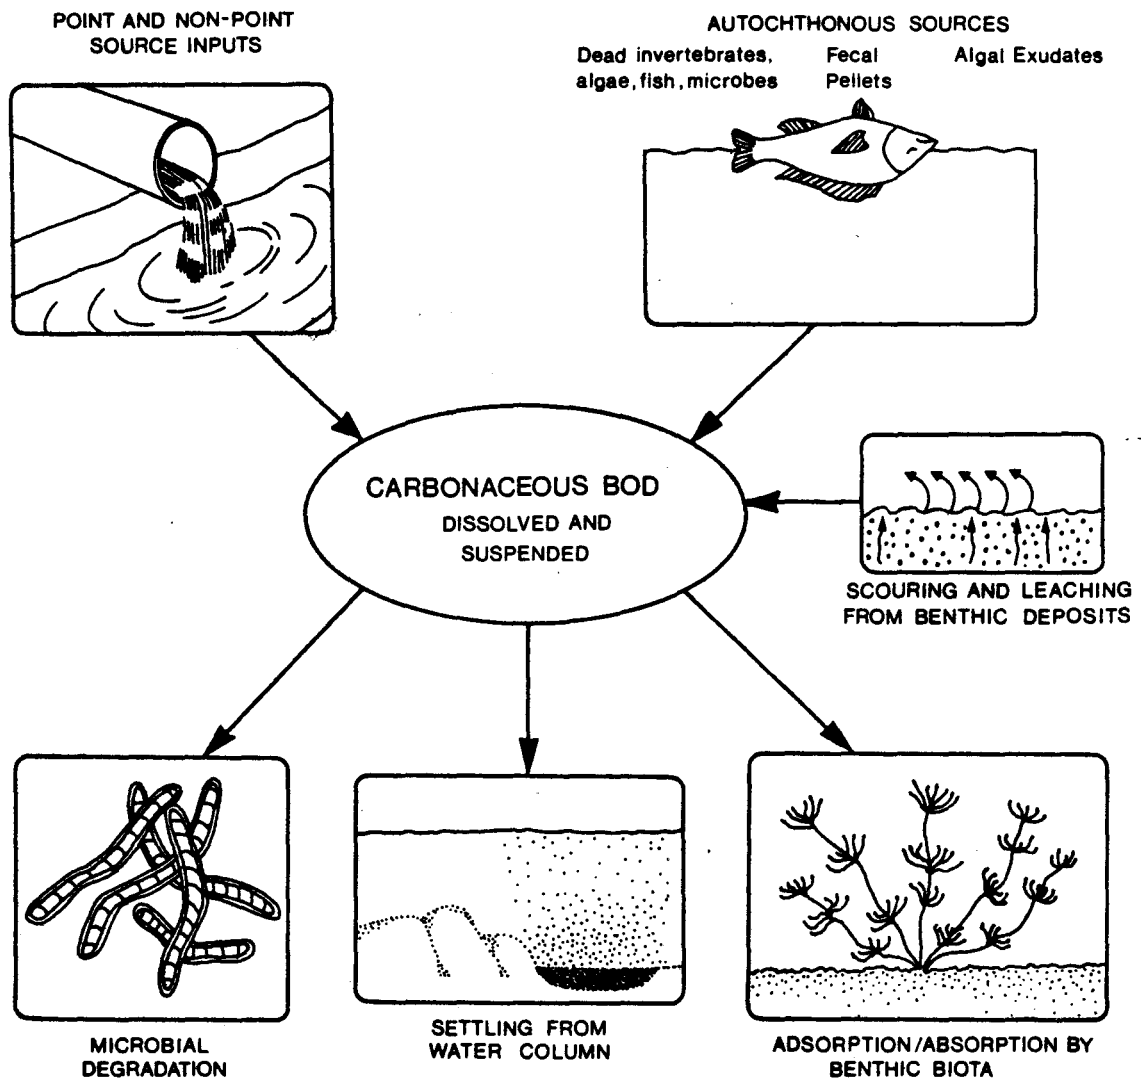 POINT AND NON-POINT
SOURCE INPUTS
AUTOCHTHONOUS SOURCES
Dead invertebrates,
algae, fish, microbes
Fecal
Pellets
Algal Exudates
CARBONACEOUS BOD
DISSOLVED AND
SUSPENDED
SCOURING AND LEACHING
FROM BENTHIC DEPOSITS
MICROBIAL
DEGRADATION
SETTLING FROM
WATER COLUMN
ADSORPTION/ABSORPTION BY
BENTHIC BIOTA